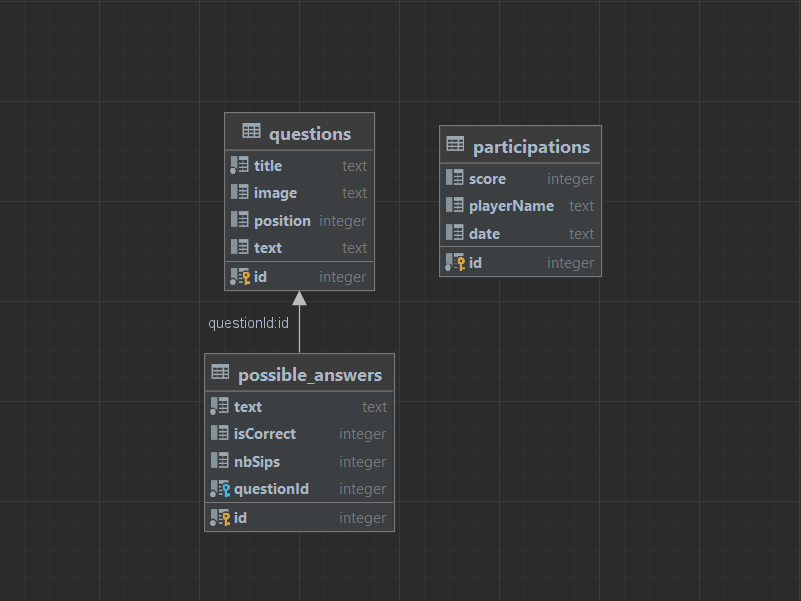 questions
title text
image text
position integer
text text
id integer
participations
score integer
playerName text
date text
id integer
questionId:id
possible_answers
text text
isCorrect integer
nbSips integer
questionId integer
id integer